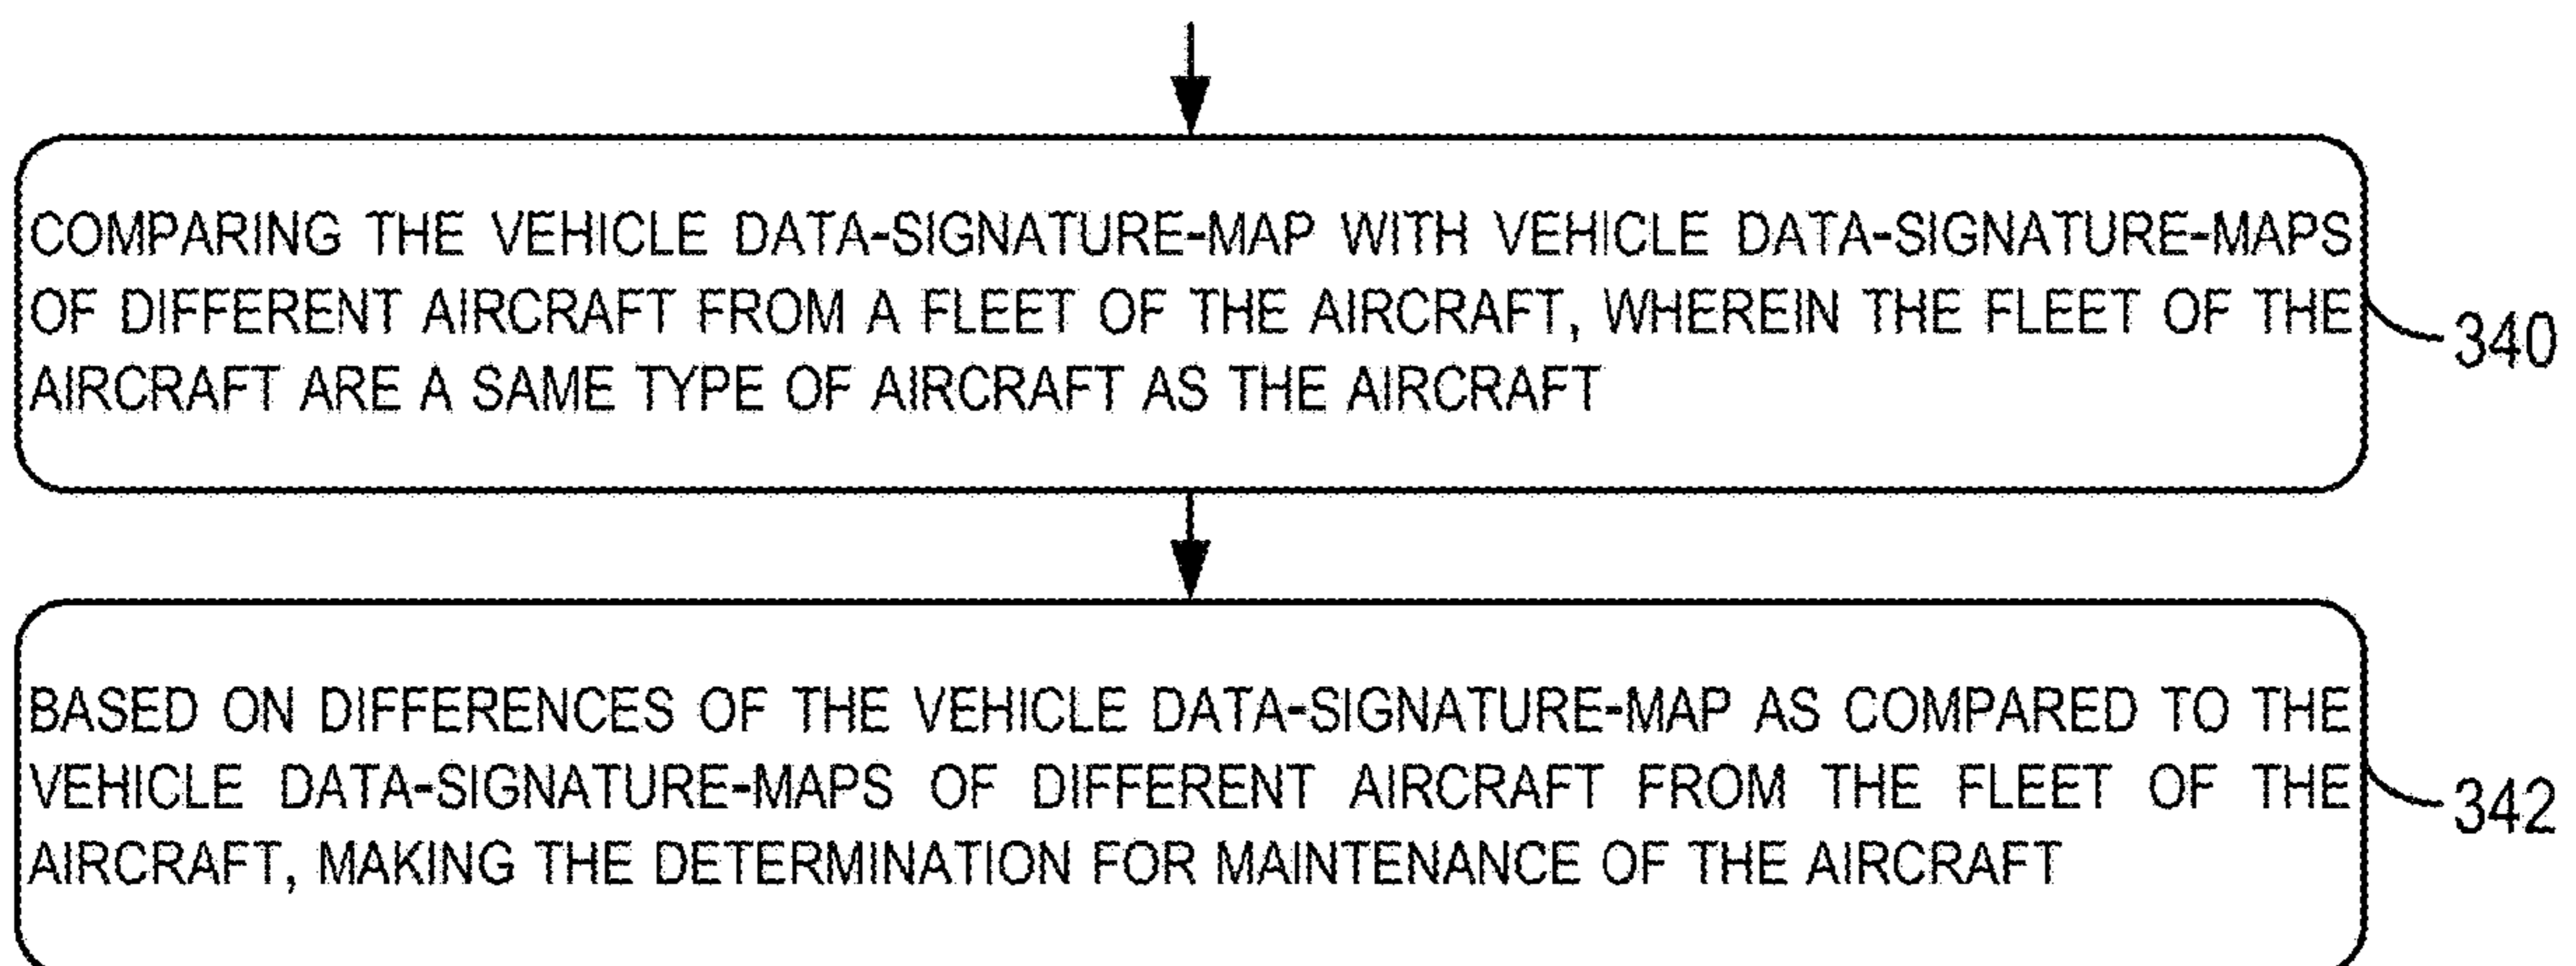 COMPARING THE VEHICLE DATA-SIGNATURE-MAP WITH VEHICLE DATA-SIGNATURE-MAPS
OF DIFFERENT AIRCRAFT FROM A FLEET OF THE AIRCRAFT, WHEREIN THE FLEET OF THE
AIRCRAFT ARE A SAME TYPE OF AIRCRAFT AS THE AIRCRAFT
340
BASED ON DIFFERENCES OF THE VEHICLE DATA-SIGNATURE-MAP AS COMPARED TO THE
VEHICLE DATA-SIGNATURE-MAPS OF DIFFERENT AIRCRAFT FROM THE FLEET OF THE
AIRCRAFT, MAKING THE DETERMINATION FOR MAINTENANCE OF THE AIRCRAFT
342